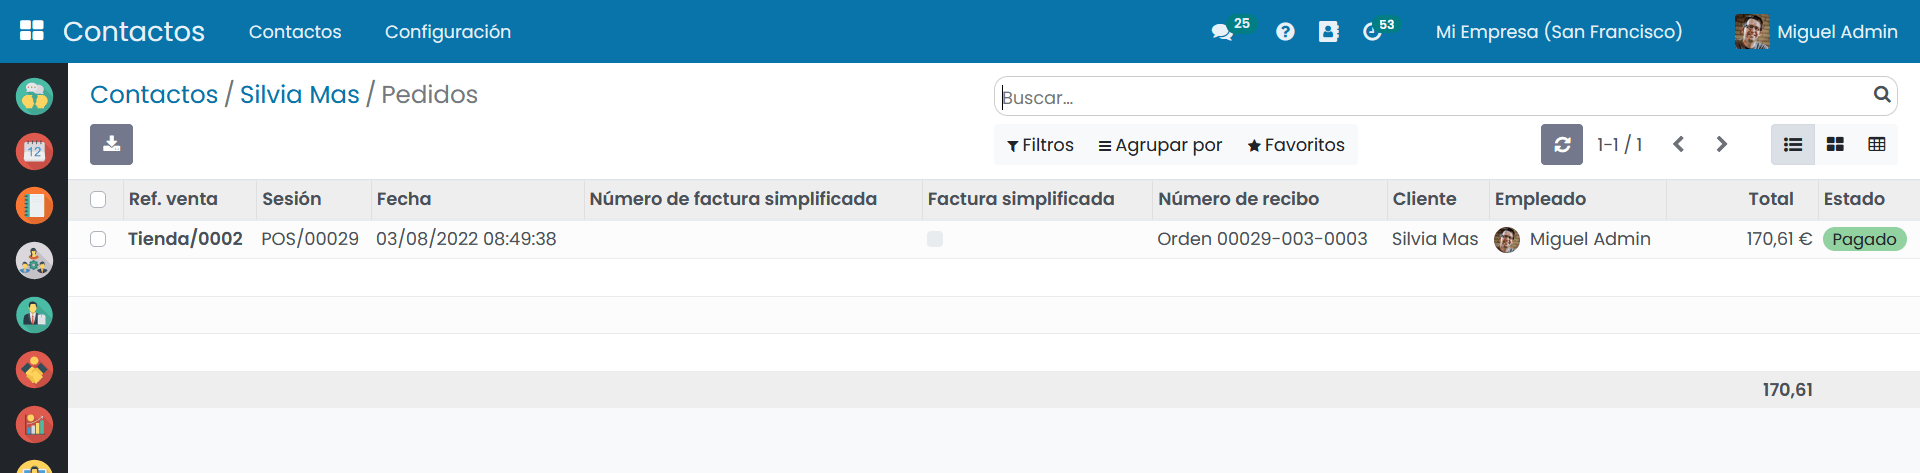 Contactos Contactos Configuración 25 53 Mi Empresa (San Francisco) Miguel Admin
12
Contactos / Silvia Mas / Pedidos
Buscar...
Filtros Agrupar por Favoritos 1-1 / 1
Ref. venta Sesión Fecha Número de factura simplificada Factura simplificada Número de recibo Cliente Empleado Total Estado
Tienda/0002 POS/00029 03/08/2022 08:49:38 Orden 00029-003-0003 Silvia Mas Miguel Admin 170,61 € Pagado
170,61